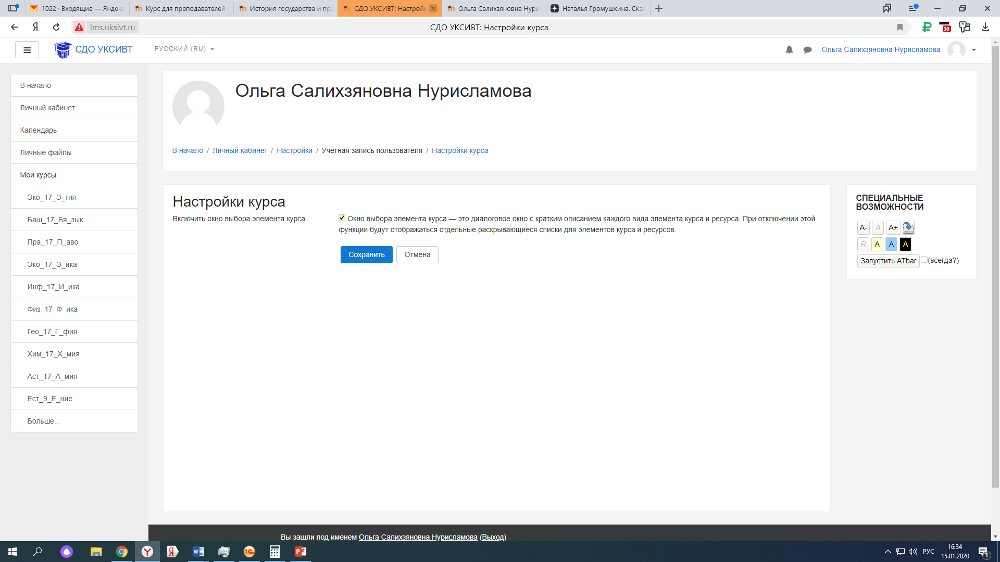 1022 · Входящие — Яндекс
Курс для преподавателей
История государства и пра
СДО УКСИВТ: Настройк
Ольга Салихзяновна Нури
Наталья Громушкина. Ска
lms.uksivt.ru
СДО УКСИВТ: Настройки курса
30
СДО УКСИВТ
РУССКИЙ (RU)
Ольга Салихзяновна Нурисламова
В начало
Личный кабинет
Календарь
Личные файлы
Мои курсы
Эко_17_Э_гия
Баш_17_Бя_зык
Пра_17_П_аво
Эко_17_Э_ика
Инф_17_И_ика
Физ_17_Ф_ика
Гео_17_Г_фия
Хим_17_Х_мия
Аст_17_А_мия
Ест_9_Е_ние
Больше...
Ольга Салихзяновна Нурисламова
В начало / Личный кабинет / Настройки / Учетная запись пользователя / Настройки курса
Настройки курса
Включить окно выбора элемента курса
Окно выбора элемента курса — это диалоговое окно с кратким описанием каждого вида элемента курса и ресурса. При отключении этой
функции будут отображаться отдельные раскрывающиеся списки для элементов курса и ресурсов.
Сохранить Отмена
СПЕЦИАЛЬНЫЕ
ВОЗМОЖНОСТИ
A- A A+
R A A A
Запустить ATbar (всегда?)
Вы зашли под именем Ольга Салихзяновна Нурисламова (Выход)
РУС
16:34
15.01.2020
1